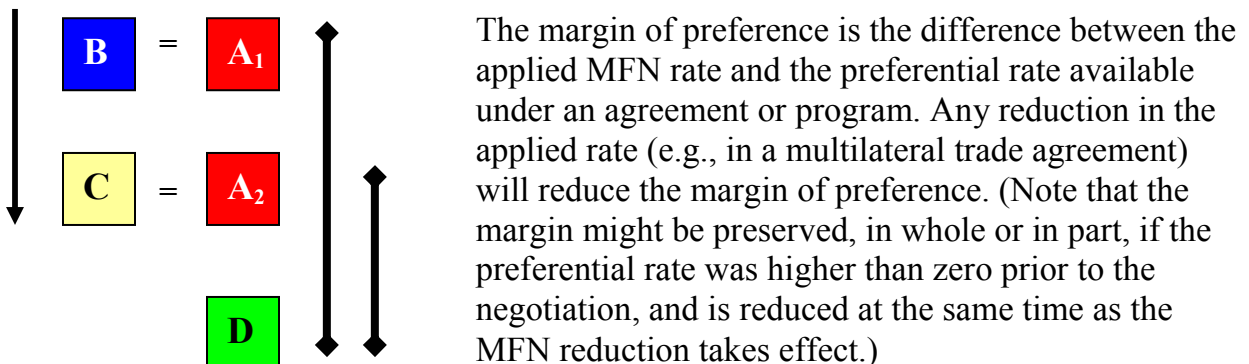 B = A₁
C = A₂
D
The margin of preference is the difference between the
applied MFN rate and the preferential rate available
under an agreement or program. Any reduction in the
applied rate (e.g., in a multilateral trade agreement)
will reduce the margin of preference. (Note that the
margin might be preserved, in whole or in part, if the
preferential rate was higher than zero prior to the
negotiation, and is reduced at the same time as the
MFN reduction takes effect.)